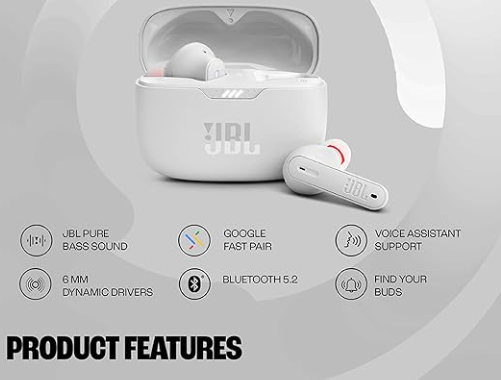 JBL
JBL
JBL PURE
BASS SOUND
GOOGLE
FAST PAIR
VOICE ASSISTANT
SUPPORT
6 MM
DYNAMIC DRIVERS
BLUETOOTH 5.2
FIND YOUR
BUDS
PRODUCT FEATURES